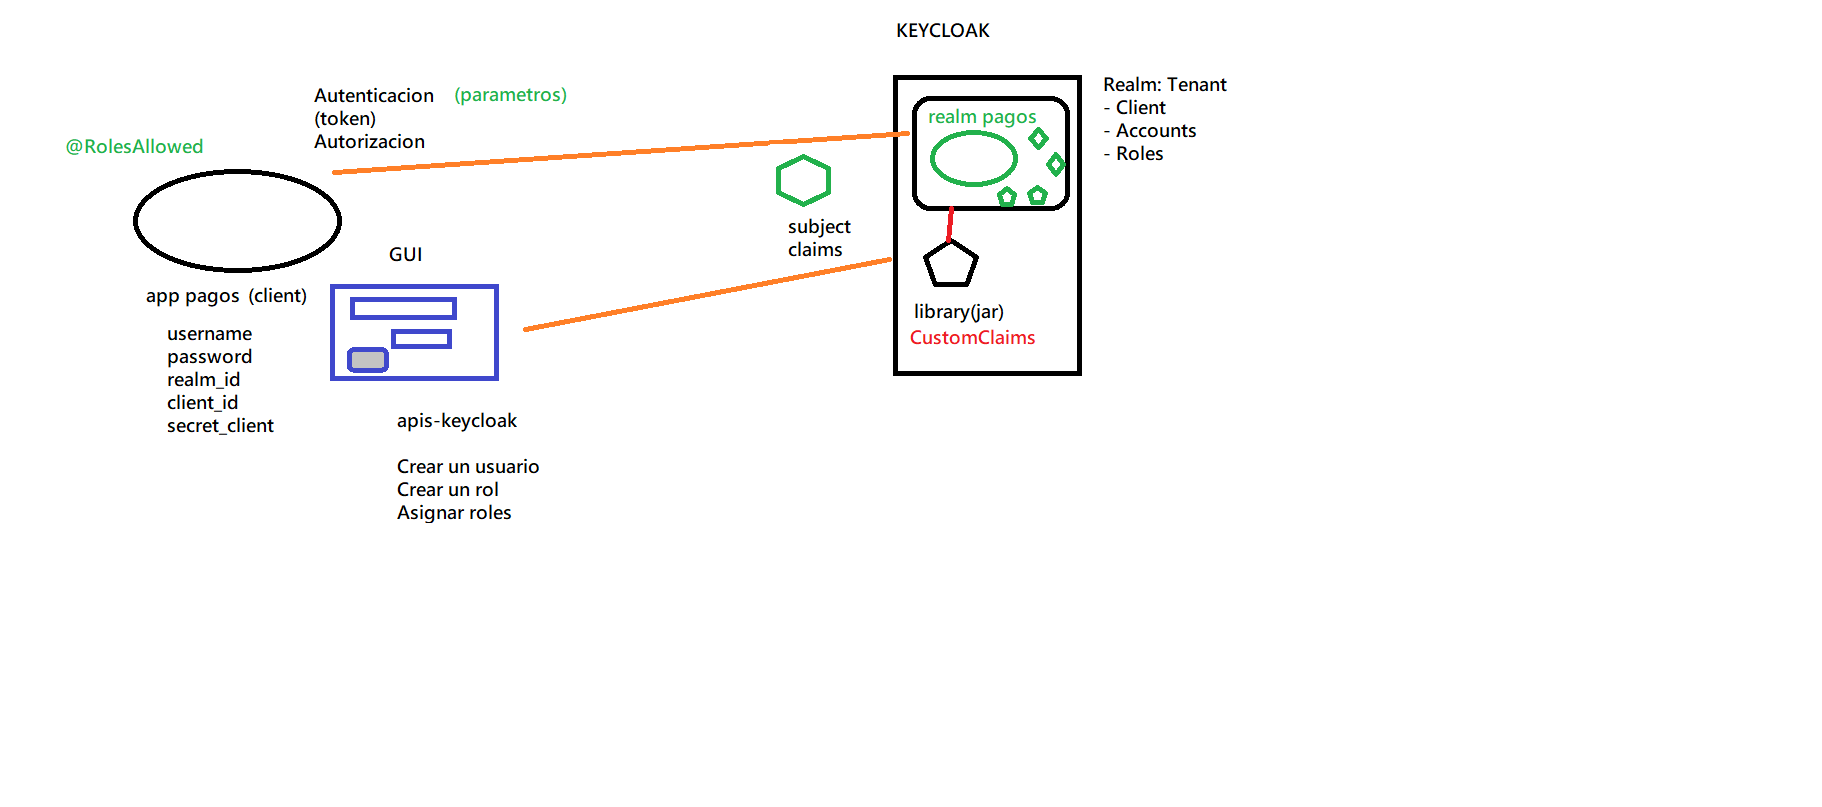 KEYCLOAK
Autenticacion (parametros)
(token)
Autorizacion
@RolesAllowed
realm pagos
Realm: Tenant
- Client
- Accounts
- Roles
subject
claims
GUI
app pagos (client)
username
password
realm_id
client_id
secret_client
library(jar)
CustomClaims
apis-keycloak
Crear un usuario
Crear un rol
Asignar roles